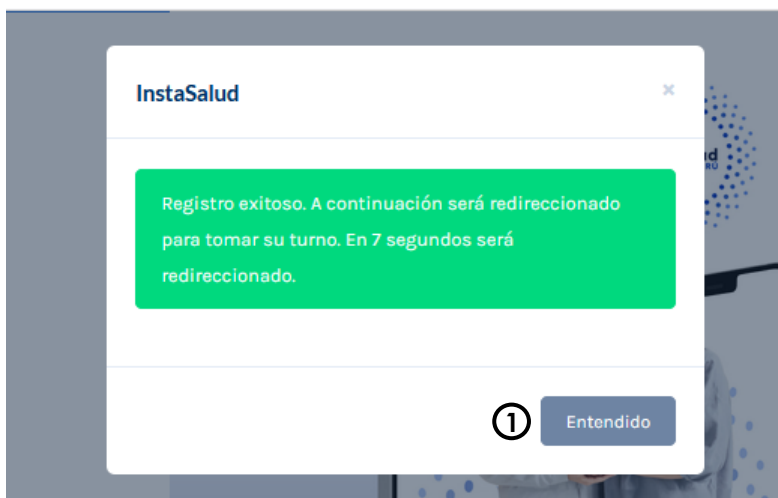 InstaSalud
×
Registro exitoso. A continuación será redireccionado
para tomar su turno. En 7 segundos será
redireccionado.
1 Entendido